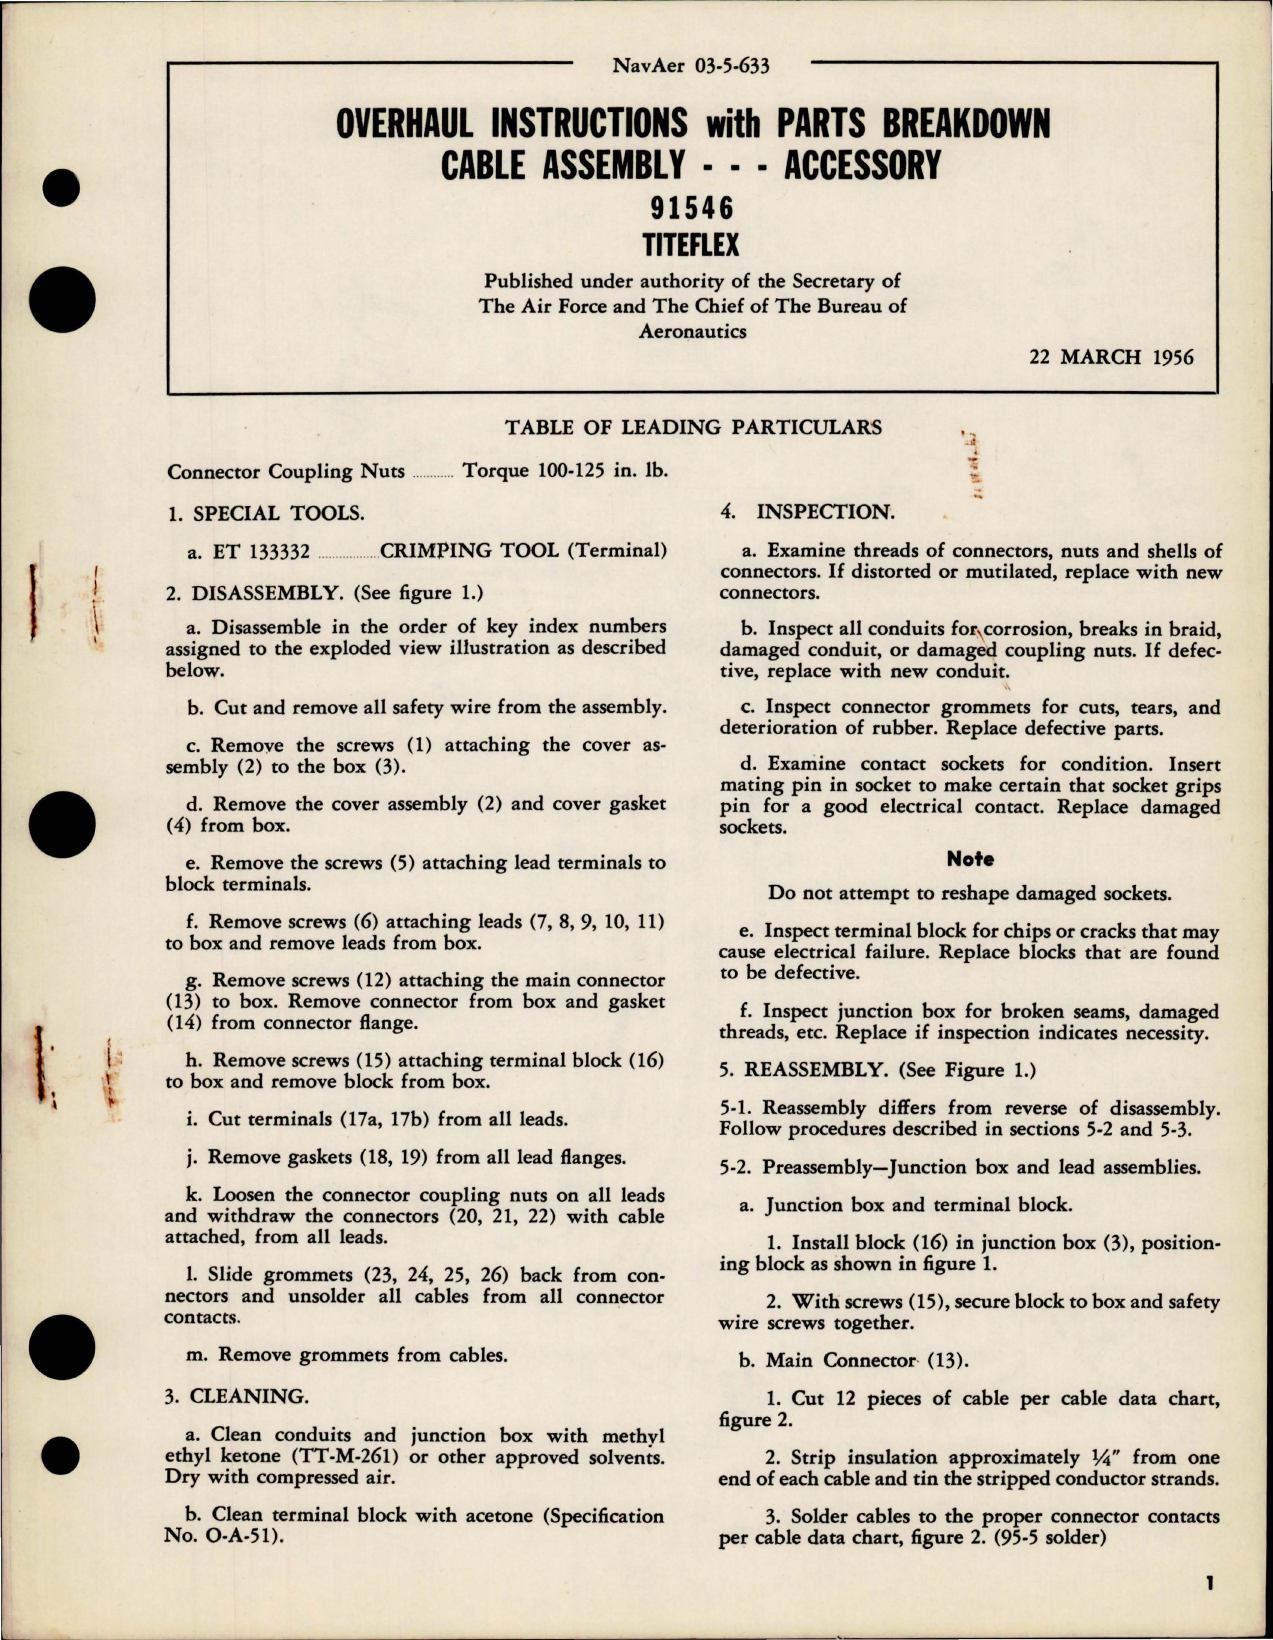 NavAer 03-5-633
OVERHAUL INSTRUCTIONS with PARTS BREAKDOWN
CABLE ASSEMBLY - - - ACCESSORY
91546
TITEFLEX
Published under authority of the Secretary of
The Air Force and The Chief of The Bureau of
Aeronautics
22 MARCH 1956
TABLE OF LEADING PARTICULARS
Connector Coupling Nuts ............ Torque 100-125 in. lb.
1. SPECIAL TOOLS.
a. ET 133332 ................CRIMPING TOOL (Terminal)
2. DISASSEMBLY. (See figure 1.)
a. Disassemble in the order of key index numbers
assigned to the exploded view illustration as described
below.
b. Cut and remove all safety wire from the assembly.
c. Remove the screws (1) attaching the cover as-
sembly (2) to the box (3).
d. Remove the cover assembly (2) and cover gasket
(4) from box.
e. Remove the screws (5) attaching lead terminals to
block terminals.
f. Remove screws (6) attaching leads (7, 8, 9, 10, 11)
to box and remove leads from box.
g. Remove screws (12) attaching the main connector
(13) to box. Remove connector from box and gasket
(14) from connector flange.
h. Remove screws (15) attaching terminal block (16)
to box and remove block from box.
i. Cut terminals (17a, 17b) from all leads.
j. Remove gaskets (18, 19) from all lead flanges.
k. Loosen the connector coupling nuts on all leads
and withdraw the connectors (20, 21, 22) with cable
attached, from all leads.
l. Slide grommets (23, 24, 25, 26) back from con-
nectors and unsolder all cables from all connector
contacts.
m. Remove grommets from cables.
3. CLEANING.
a. Clean conduits and junction box with methyl
ethyl ketone (TT-M-261) or other approved solvents.
Dry with compressed air.
b. Clean terminal block with acetone (Specification
No. O-A-51).
4. INSPECTION.
a. Examine threads of connectors, nuts and shells of
connectors. If distorted or mutilated, replace with new
connectors.
b. Inspect all conduits for corrosion, breaks in braid,
damaged conduit, or damaged coupling nuts. If defec-
tive, replace with new conduit.
c. Inspect connector grommets for cuts, tears, and
deterioration of rubber. Replace defective parts.
d. Examine contact sockets for condition. Insert
mating pin in socket to make certain that socket grips
pin for a good electrical contact. Replace damaged
sockets.
Note
Do not attempt to reshape damaged sockets.
e. Inspect terminal block for chips or cracks that may
cause electrical failure. Replace blocks that are found
to be defective.
f. Inspect junction box for broken seams, damaged
threads, etc. Replace if inspection indicates necessity.
5. REASSEMBLY. (See Figure 1.)
5-1. Reassembly differs from reverse of disassembly.
Follow procedures described in sections 5-2 and 5-3.
5-2. Preassembly—Junction box and lead assemblies.
a. Junction box and terminal block.
1. Install block (16) in junction box (3), position-
ing block as shown in figure 1.
2. With screws (15), secure block to box and safety
wire screws together.
b. Main Connector (13).
1. Cut 12 pieces of cable per cable data chart,
figure 2.
2. Strip insulation approximately ¼" from one
end of each cable and tin the stripped conductor strands.
3. Solder cables to the proper connector contacts
per cable data chart, figure 2. (95-5 solder)
1